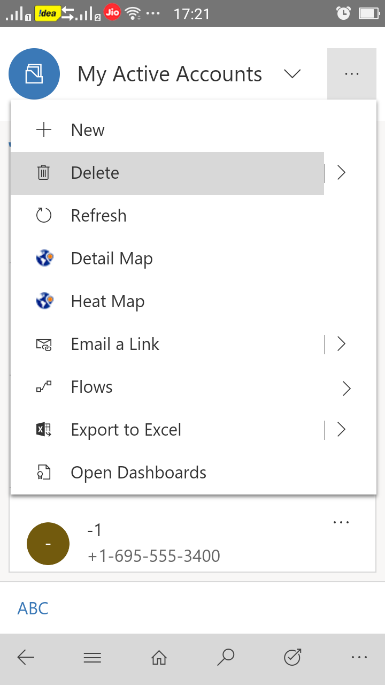 !dea
Jio
17:21
My Active Accounts
New
Delete
Refresh
Detail Map
Heat Map
Email a Link
Flows
Export to Excel
Open Dashboards
-
-1
+1-695-555-3400
ABC